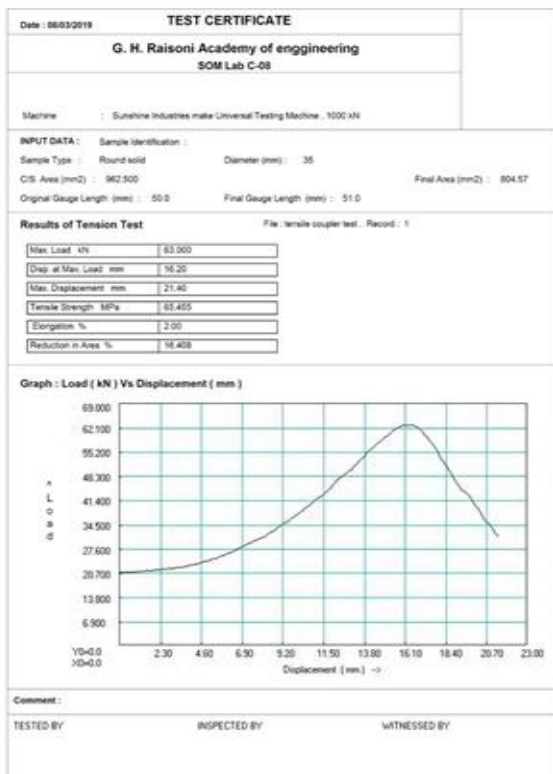 Date : 08/03/2019 TEST CERTIFICATE
G. H. Raisoni Academy of enggineering
SOM Lab C-08
Machine : Sunshine Industries make Universal Testing Machine , 1000 kN
INPUT DATA : Sample Identification :
Sample Type : Round solid Diameter (mm) : 35
C/S Area (mm2) : 962.500 Final Area (mm2) : 804.57
Original Gauge Length (mm) : 50.0 Final Gauge Length (mm) : 51.0
Results of Tension Test File : tensile coupler test , Record : 1
Max. Load kN 63.000
Disp. at Max. Load mm 16.20
Max. Displacement mm 21.40
Tensile Strength MPa 65.455
Elongation % 2.00
Reduction in Area % 16.408
Graph : Load ( kN ) Vs Displacement ( mm )
69.000
62.100
55.200
48.300
41.400
34.500
27.600
20.700
13.800
6.900
^ Load
Y0=0.0
X0=0.0
2.30 4.60 6.90 9.20 11.50 13.80 16.10 18.40 20.70 23.00
Displacement ( mm ) -->
Comment :
TESTED BY INSPECTED BY WITNESSED BY